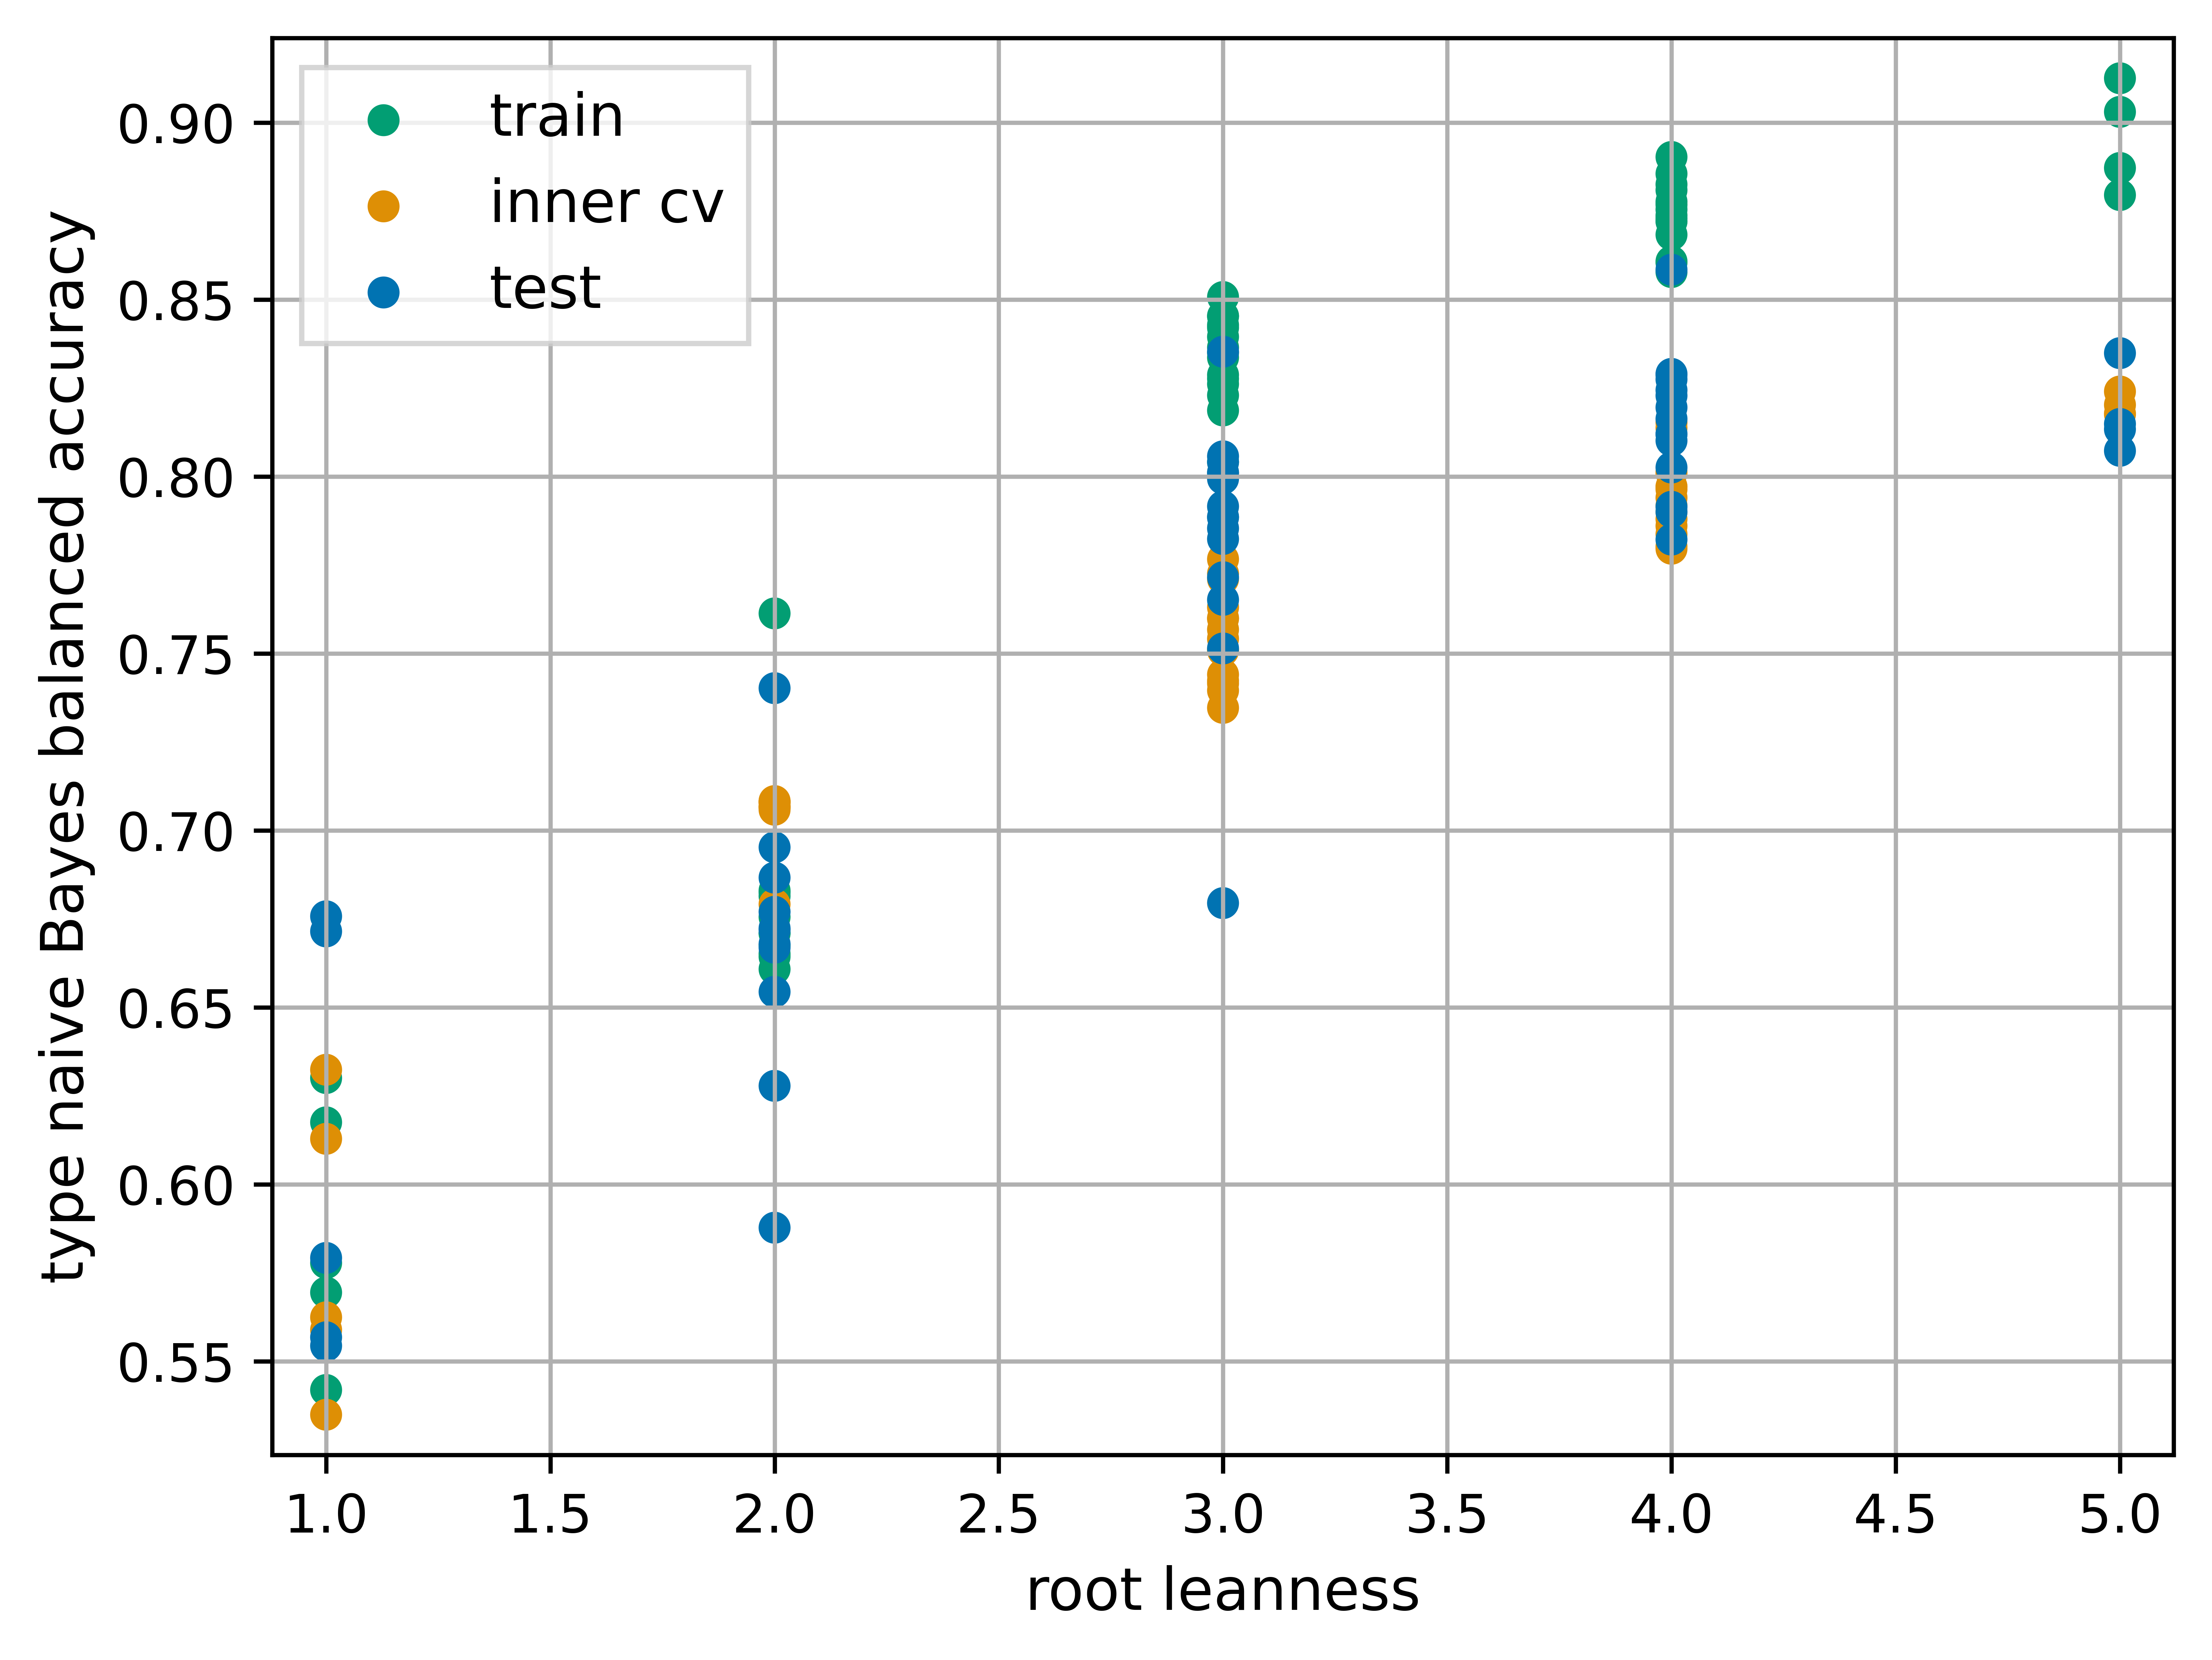 train
inner cv
test
type naive Bayes balanced accuracy
0.90
0.85
0.80
0.75
0.70
0.65
0.60
0.55
1.0 1.5 2.0 2.5 3.0 3.5 4.0 4.5 5.0
root leanness